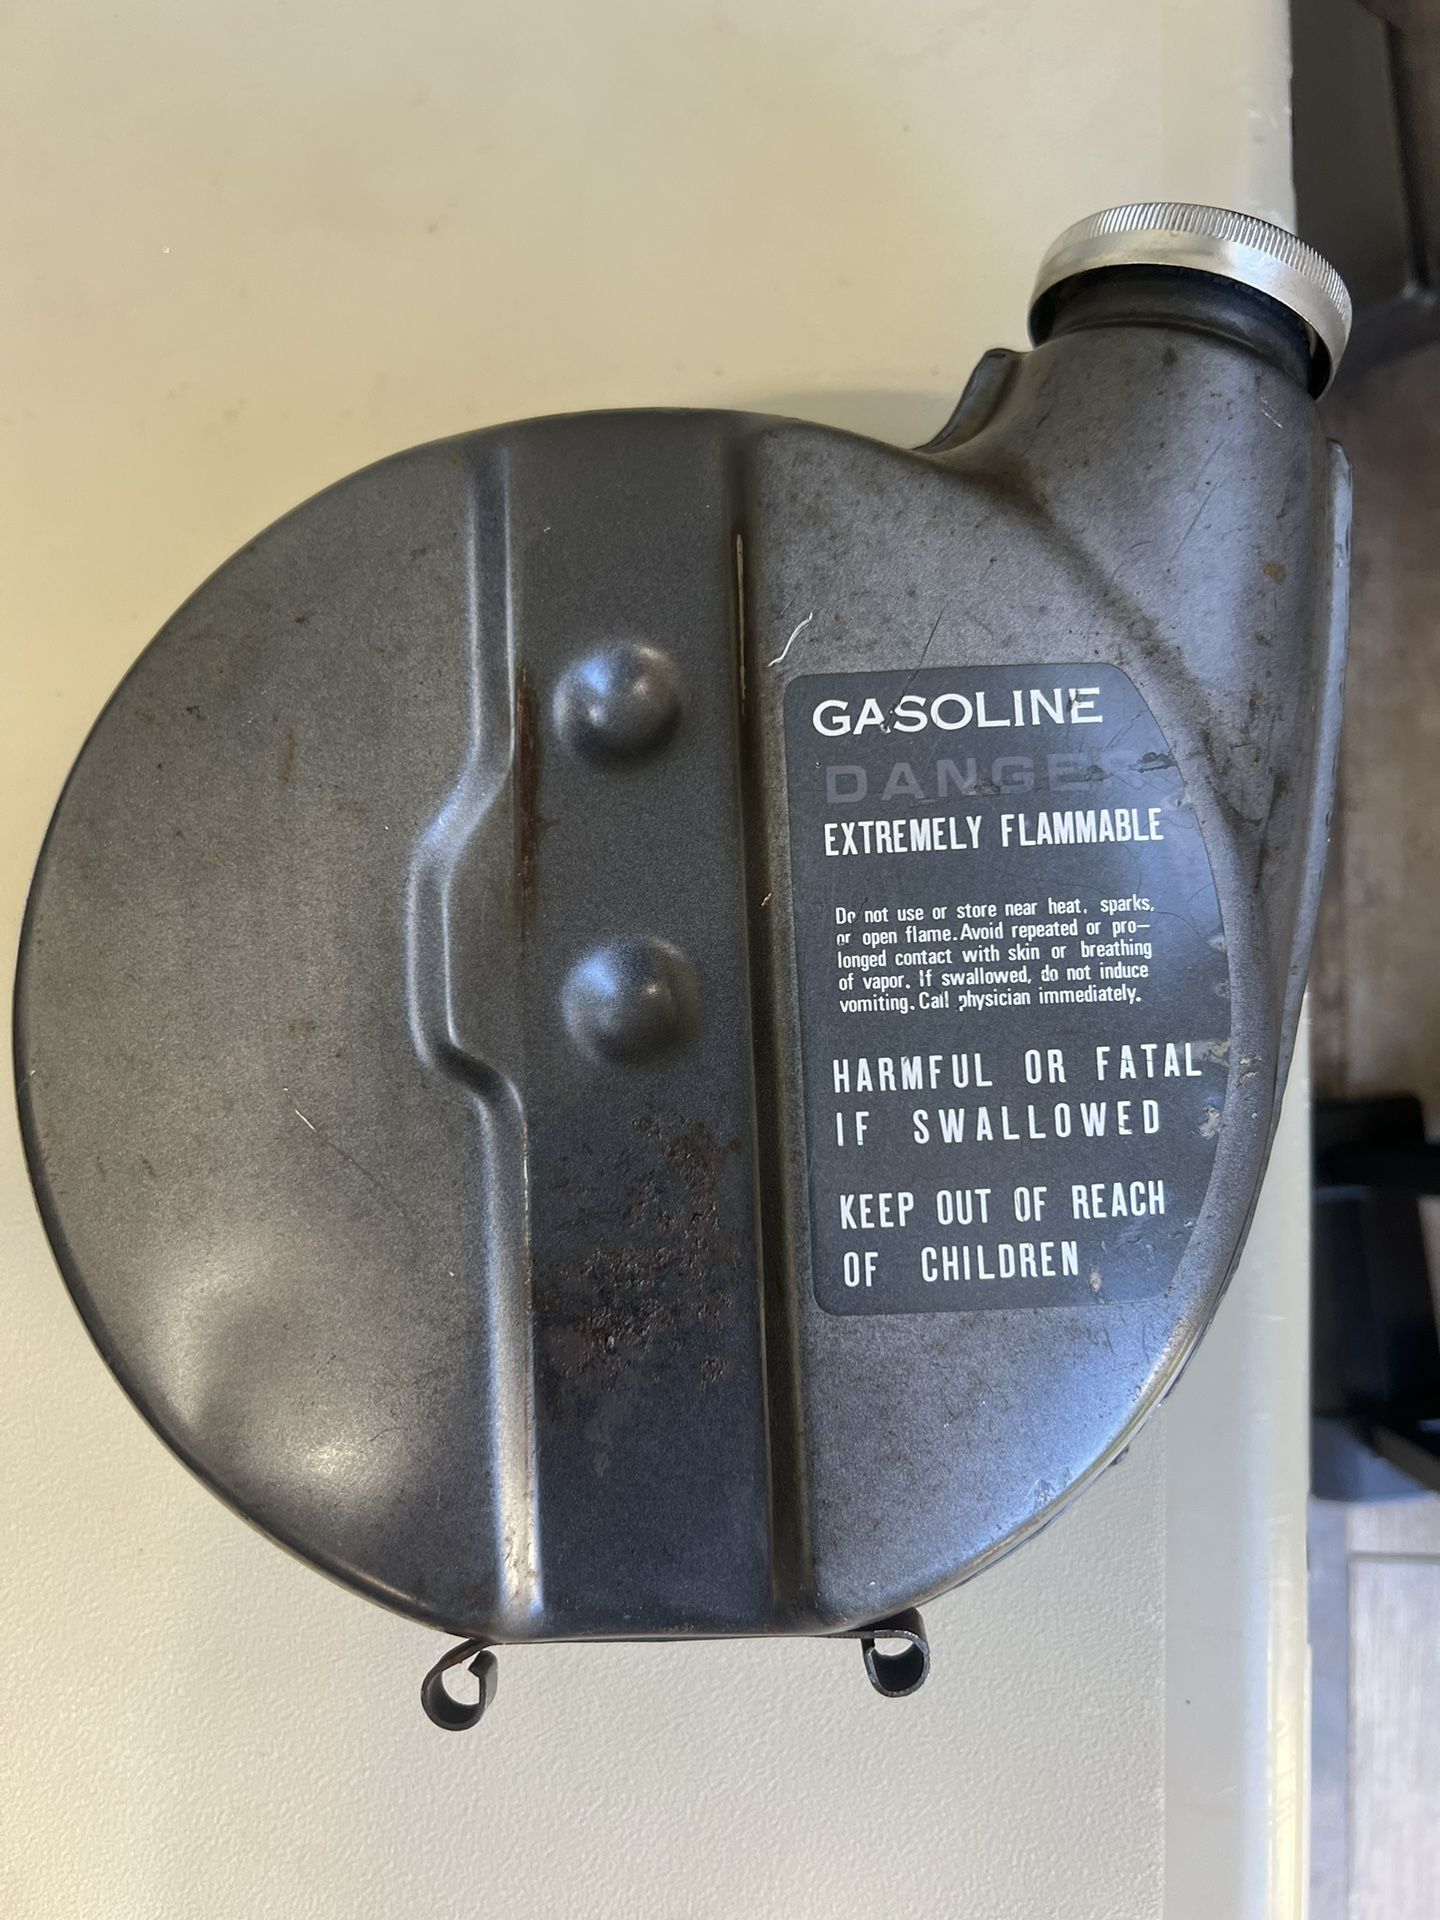 GASOLINE
DANGER
EXTREMELY FLAMMABLE
Do not use or store near heat, sparks,
or open flame. Avoid repeated or pro-
longed contact with skin or breathing
of vapor. If swallowed, do not induce
vomiting. Call physician immediately.
HARMFUL OR FATAL
IF SWALLOWED
KEEP OUT OF REACH
OF CHILDREN